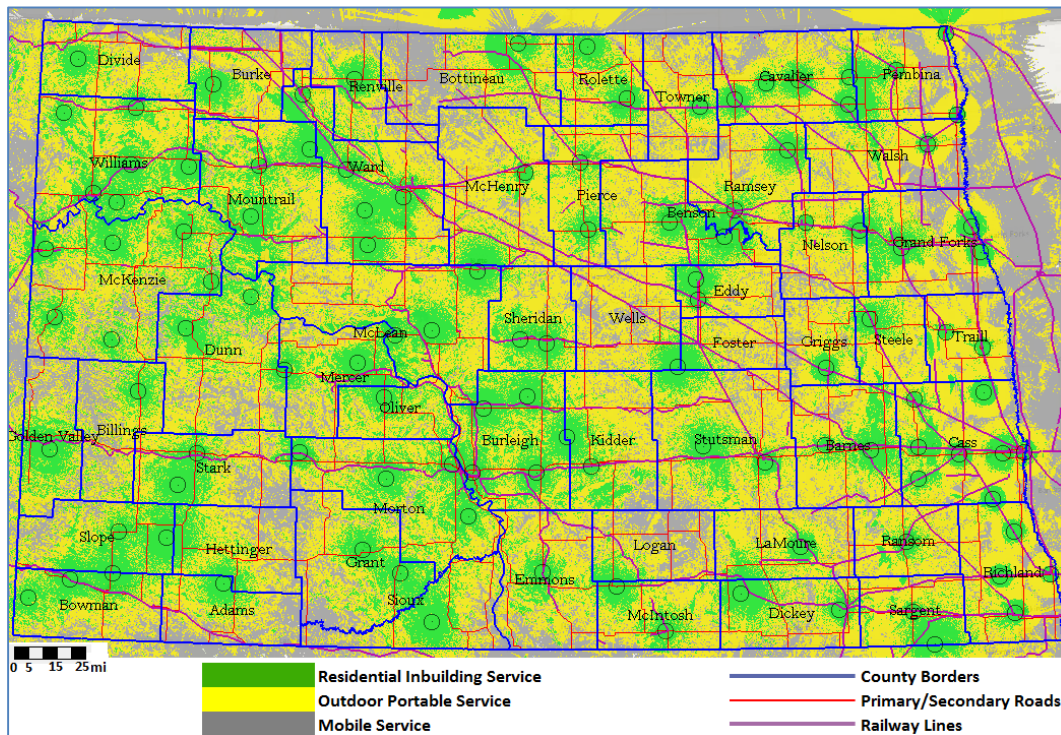 Divide
Burke
Renville
Bottineau
Rolette
Towner
Cavalier
Pembina
Williams
Mountrail
Ward
McHenry
Pierce
Benson
Ramsey
Walsh
Nelson
Grand Forks
McKenzie
Dunn
McLean
Mercer
Oliver
Sheridan
Wells
Eddy
Foster
Griggs
Steele
Traill
Golden Valley
Billings
Stark
Burleigh
Kidder
Stutsman
Barnes
Cass
Morton
Slope
Hettinger
Grant
Logan
LaMoure
Ransom
Richland
Bowman
Adams
Sioux
Emmons
McIntosh
Dickey
Sargent
0 5 15 25mi
Residential Inbuilding Service
Outdoor Portable Service
Mobile Service
County Borders
Primary/Secondary Roads
Railway Lines